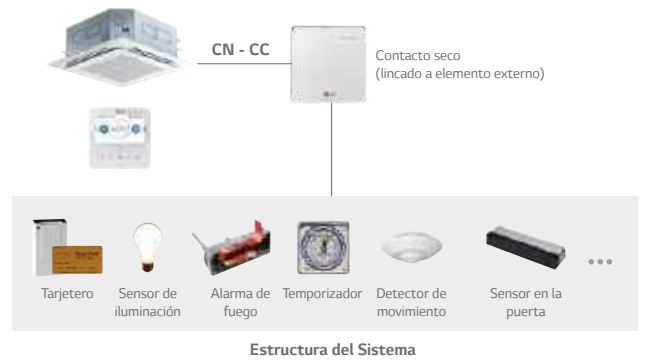 CN - CC
Contacto seco
(lincado a elemento externo)
Tarjetero
Sensor de
iluminación
Alarma de
fuego
Temporizador
Detector de
movimiento
Sensor en la
puerta
Estructura del Sistema